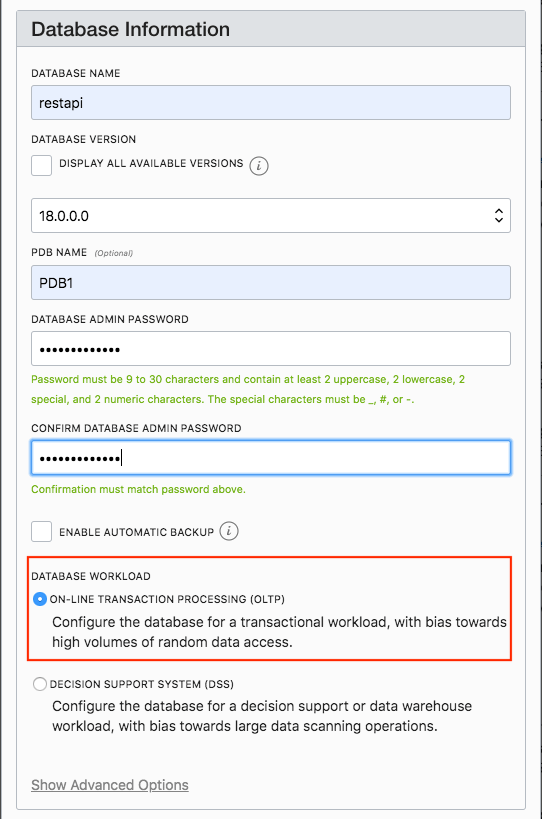 Database Information
DATABASE NAME
restapi
DATABASE VERSION
DISPLAY ALL AVAILABLE VERSIONS i
18.0.0.0
PDB NAME (Optional)
PDB1
DATABASE ADMIN PASSWORD
•••••••••••••
Password must be 9 to 30 characters and contain at least 2 uppercase, 2 lowercase, 2
special, and 2 numeric characters. The special characters must be _, #, or -.
CONFIRM DATABASE ADMIN PASSWORD
•••••••••••••
Confirmation must match password above.
ENABLE AUTOMATIC BACKUP i
DATABASE WORKLOAD
ON-LINE TRANSACTION PROCESSING (OLTP)
Configure the database for a transactional workload, with bias towards
high volumes of random data access.
DECISION SUPPORT SYSTEM (DSS)
Configure the database for a decision support or data warehouse
workload, with bias towards large data scanning operations.
Show Advanced Options